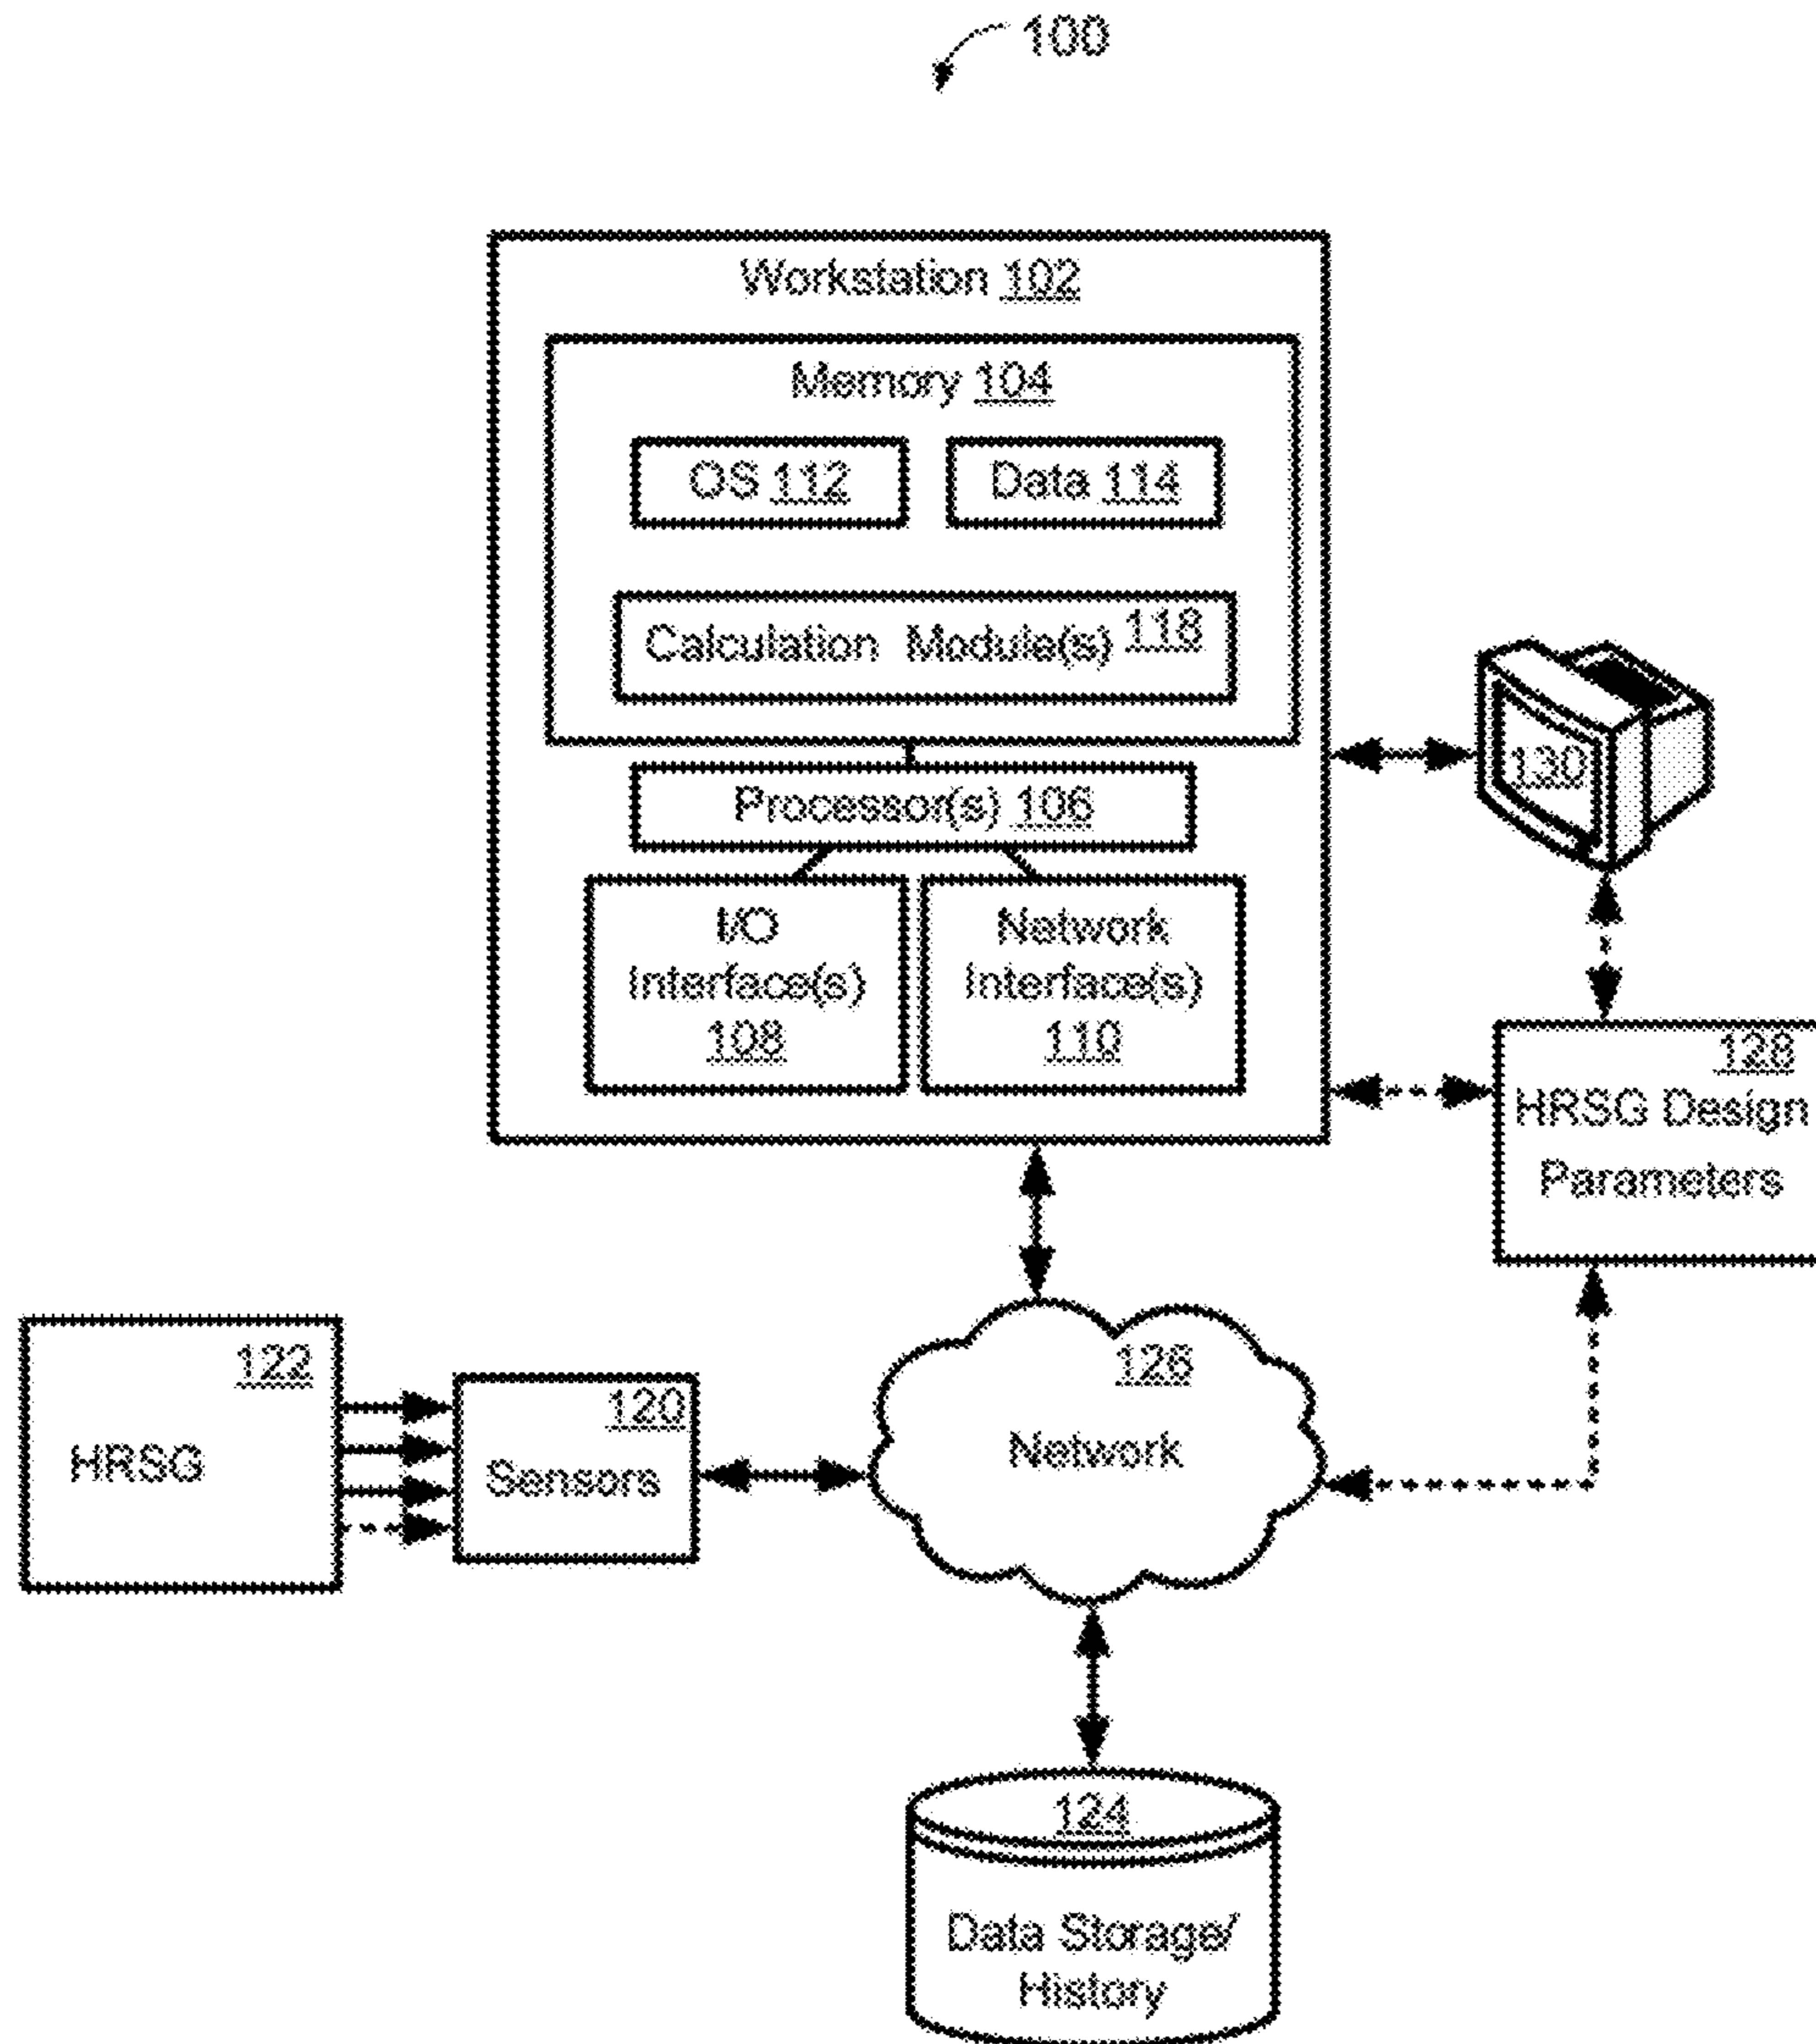 100
Workstation 102
Memory 104
OS 112
Data 114
Calculation Module(s) 118
Processor(s) 106
I/O
Interface(s)
108
Network
Interface(s)
110
130
128
HRSG Design
Parameters
122
HRSG
120
Sensors
126
Network
124
Data Storage/
History